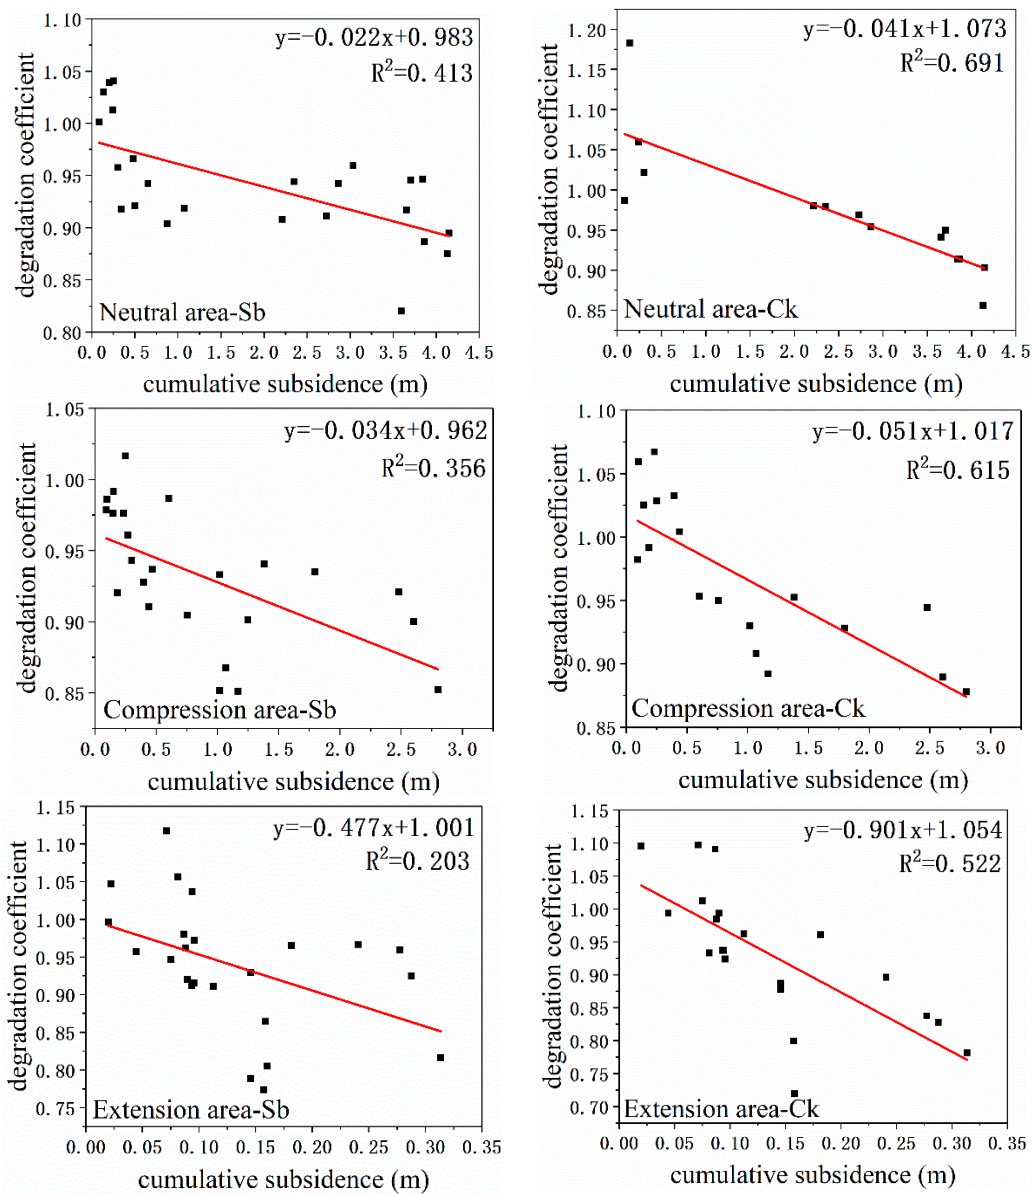 degradation coefficient
1.10
1.05
1.00
0.95
0.90
0.85
0.80
y=-0.022x+0.983
R²=0.413
Neutral area-Sb
0.0 0.5 1.0 1.5 2.0 2.5 3.0 3.5 4.0 4.5
cumulative subsidence (m)
degradation coefficient
1.20
1.15
1.10
1.05
1.00
0.95
0.90
0.85
y=-0.041x+1.073
R²=0.691
Neutral area-Ck
0.0 0.5 1.0 1.5 2.0 2.5 3.0 3.5 4.0 4.5
cumulative subsidence (m)
degradation coefficient
1.05
1.00
0.95
0.90
0.85
y=-0.034x+0.962
R²=0.356
Compression area-Sb
0.0 0.5 1.0 1.5 2.0 2.5 3.0
cumulative subsidence (m)
degradation coefficient
1.10
1.05
1.00
0.95
0.90
0.85
y=-0.051x+1.017
R²=0.615
Compression area-Ck
0.0 0.5 1.0 1.5 2.0 2.5 3.0
cumulative subsidence (m)
degradation coefficient
1.15
1.10
1.05
1.00
0.95
0.90
0.85
0.80
0.75
y=-0.477x+1.001
R²=0.203
Extension area-Sb
0.00 0.05 0.10 0.15 0.20 0.25 0.30 0.35
cumulative subsidence (m)
degradation coefficient
1.15
1.10
1.05
1.00
0.95
0.90
0.85
0.80
0.75
0.70
y=-0.901x+1.054
R²=0.522
Extension area-Ck
0.00 0.05 0.10 0.15 0.20 0.25 0.30 0.35
cumulative subsidence (m)